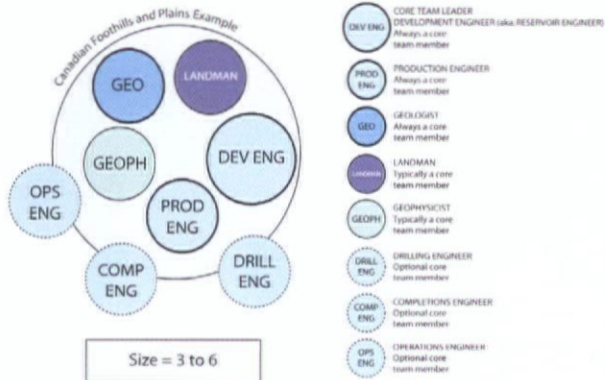 Canadian Foothills and Plains Example
GEO
LANDMAN
GEOPH
DEV ENG
OPS
ENG
PROD
ENG
COMP
ENG
DRILL
ENG
Size = 3 to 6
DEV ENG
CORE TEAM LEADER
DEVELOPMENT ENGINEER (aka: RESERVOIR ENGINEER)
Always a core
team member
PROD
ENG
PRODUCTION ENGINEER
Always a core
team member
GEO
GEOLOGIST
Always a core
team member
LANDMAN
LANDMAN
Typically a core
team member
GEOPH
GEOPHYSICIST
Typically a core
team member
DRILL
ENG
DRILLING ENGINEER
Optional core
team member
COMP
ENG
COMPLETIONS ENGINEER
Optional core
team member
OPS
ENG
OPERATIONS ENGINEER
Optional core
team member